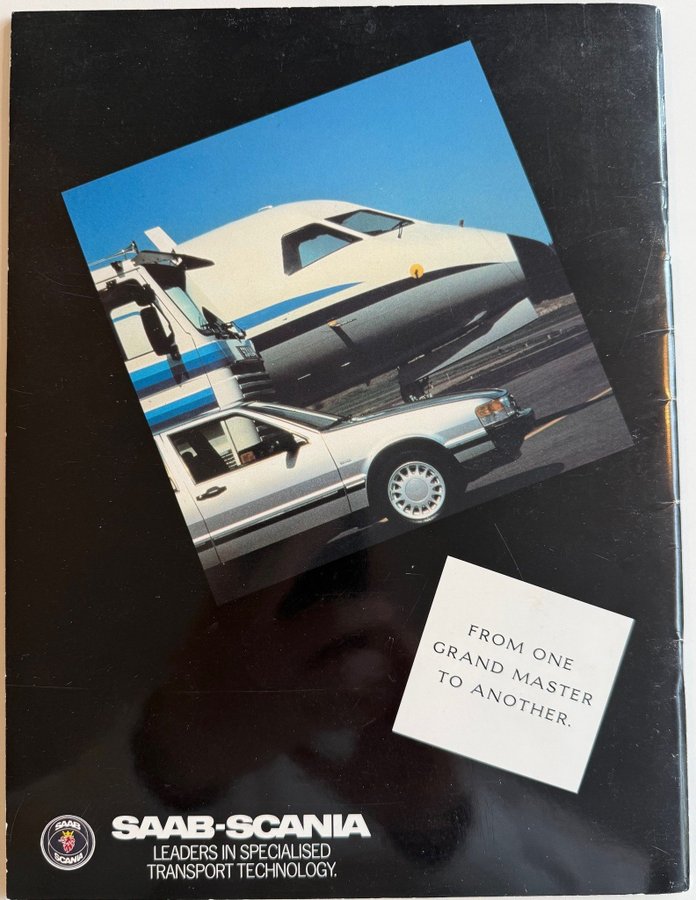 FROM ONE
GRAND MASTER
TO ANOTHER.
SAAB
SCANIA
SAAB-SCANIA
LEADERS IN SPECIALISED
TRANSPORT TECHNOLOGY.